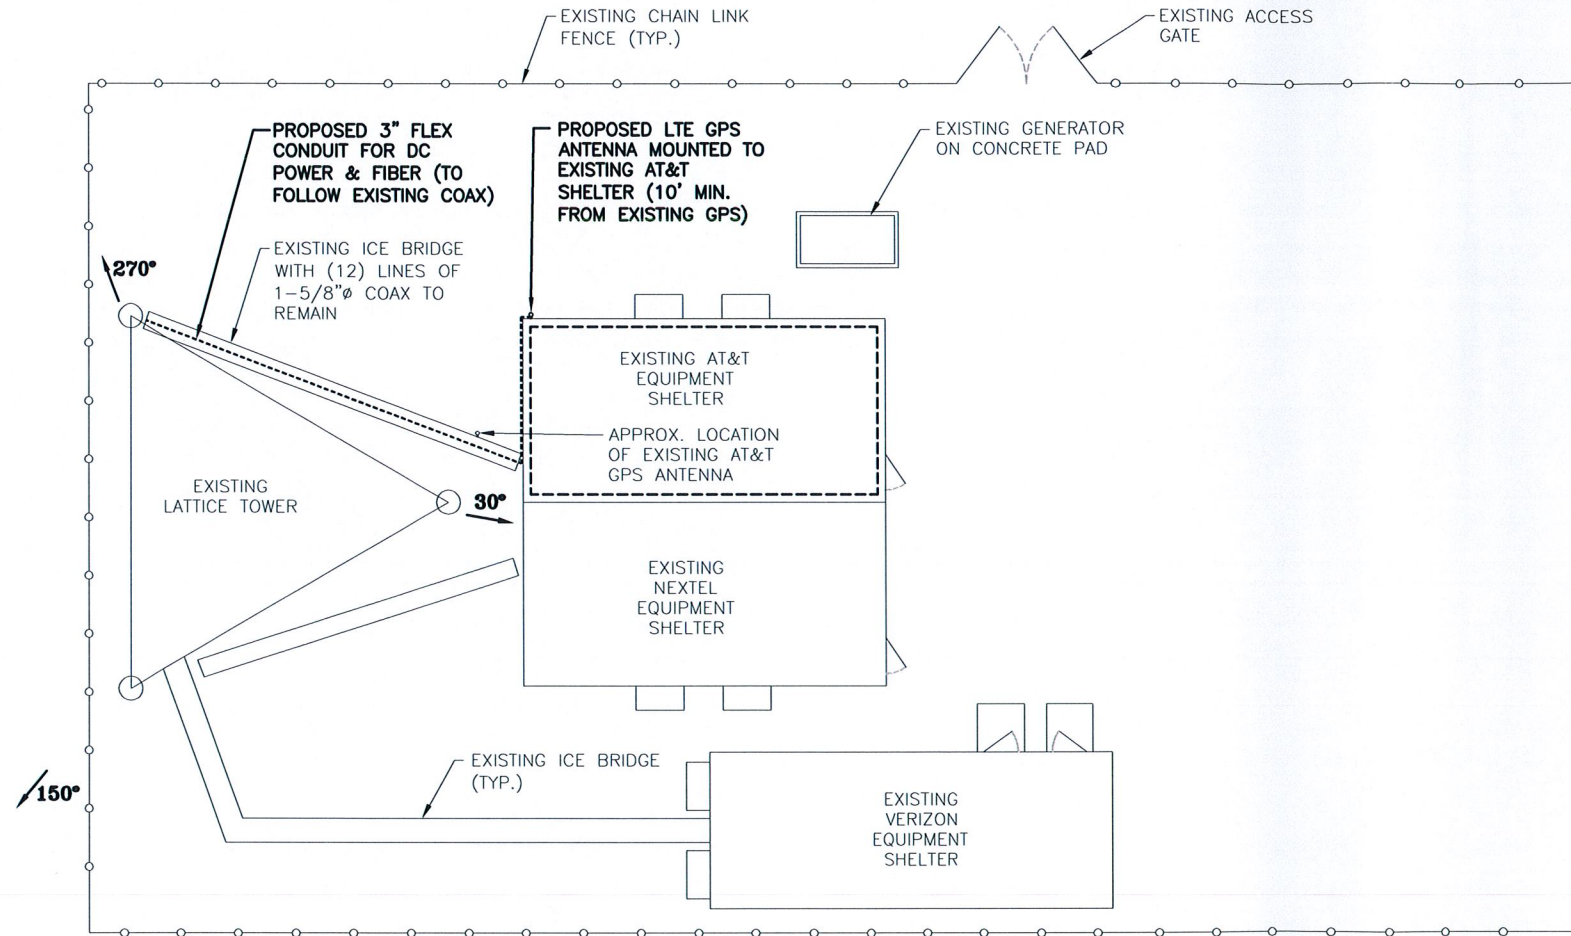 EXISTING CHAIN LINK
FENCE (TYP.)
EXISTING ACCESS
GATE
PROPOSED 3" FLEX
CONDUIT FOR DC
POWER & FIBER (TO
FOLLOW EXISTING COAX)
PROPOSED LTE GPS
ANTENNA MOUNTED TO
EXISTING AT&T
SHELTER (10' MIN.
FROM EXISTING GPS)
EXISTING GENERATOR
ON CONCRETE PAD
EXISTING ICE BRIDGE
WITH (12) LINES OF
1-5/8"ø COAX TO
REMAIN
270°
EXISTING AT&T
EQUIPMENT
SHELTER
APPROX. LOCATION
OF EXISTING AT&T
GPS ANTENNA
EXISTING
LATTICE TOWER
30°
EXISTING
NEXTEL
EQUIPMENT
SHELTER
EXISTING ICE BRIDGE
(TYP.)
150°
EXISTING
VERIZON
EQUIPMENT
SHELTER